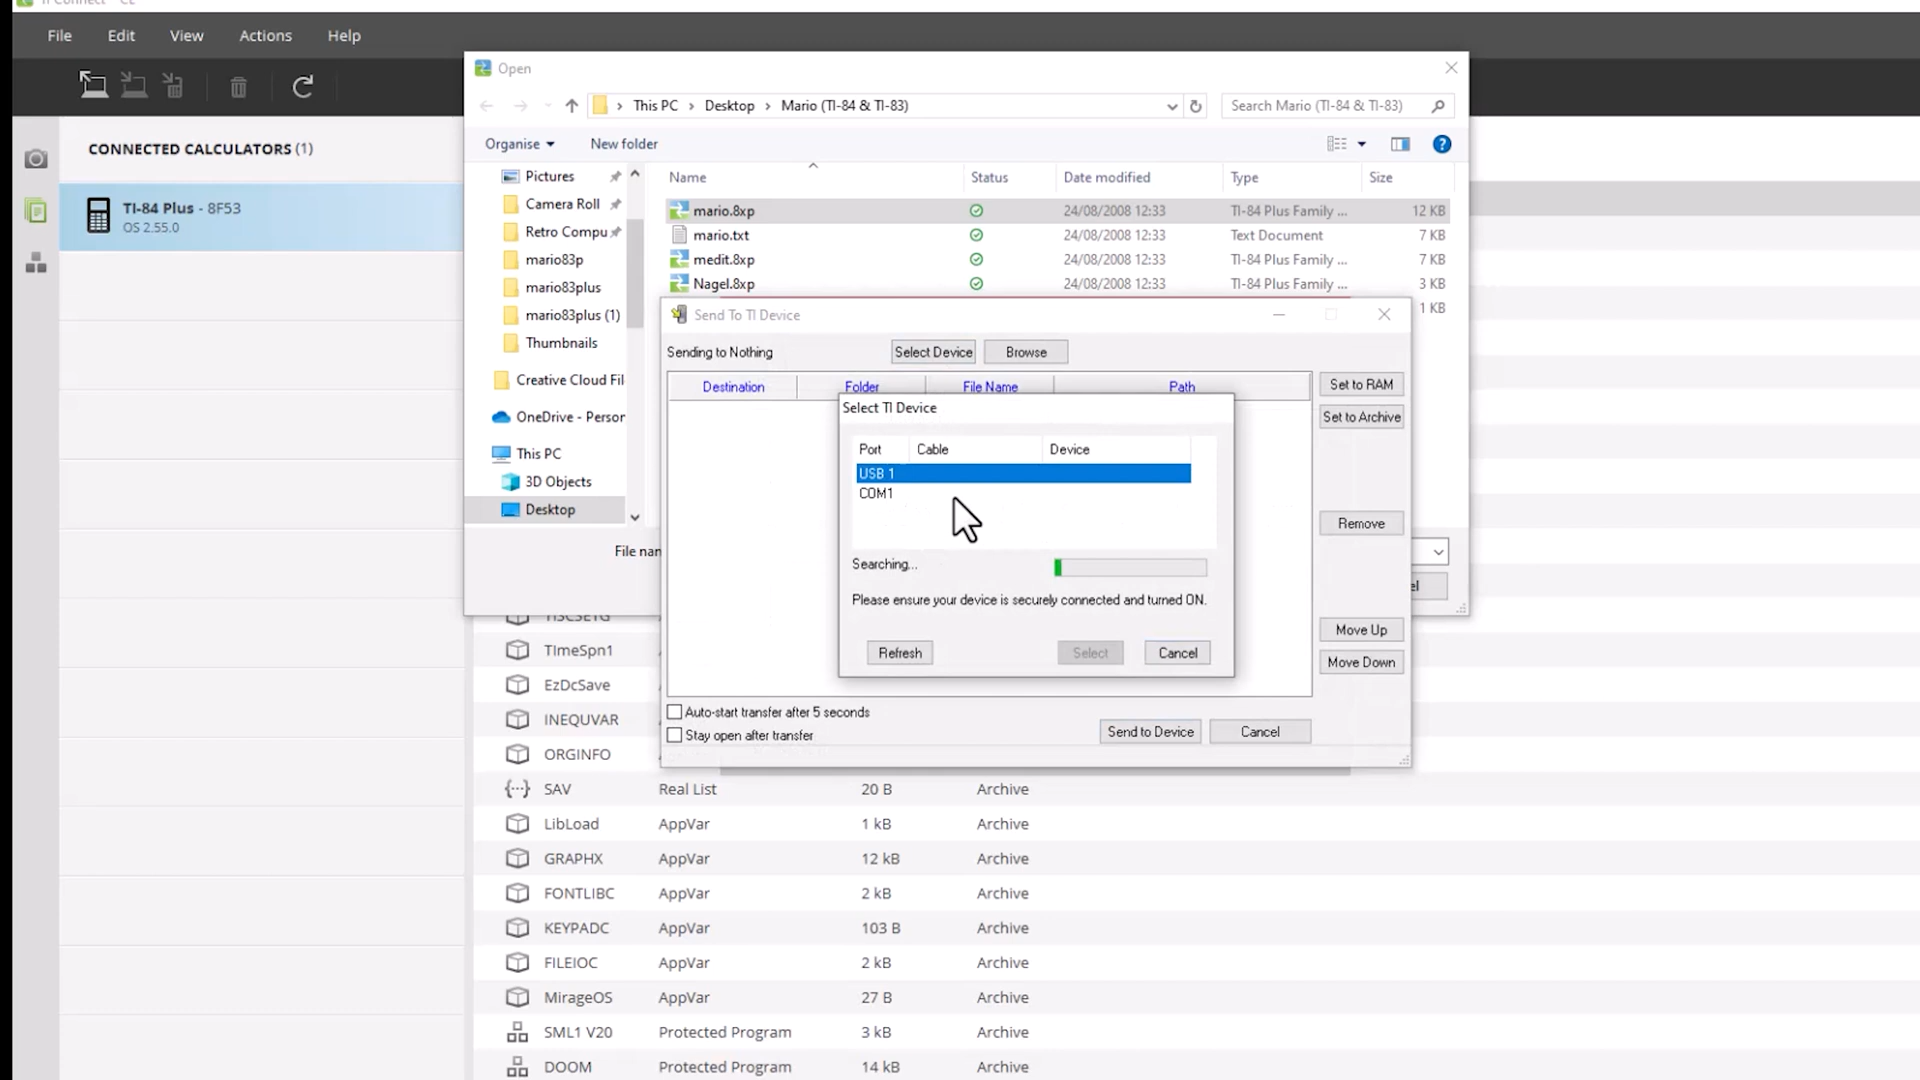 TI Connect™ CE
File Edit View Actions Help
CONNECTED CALCULATORS (1)
TI-84 Plus - 8F53
OS 2.55.0
Open
This PC › Desktop › Mario (TI-84 & TI-83)
Search Mario (TI-84 & TI-83)
Organise New folder
Pictures
Camera Roll
Retro Compu
mario83p
mario83plus
mario83plus (1)
Thumbnails
Creative Cloud Fil
OneDrive - Person
This PC
3D Objects
Desktop
Name Status Date modified Type Size
mario.8xp 24/08/2008 12:33 TI-84 Plus Family ... 12 KB
mario.txt 24/08/2008 12:33 Text Document 7 KB
medit.8xp 24/08/2008 12:33 TI-84 Plus Family ... 7 KB
Nagel.8xp 24/08/2008 12:33 TI-84 Plus Family ... 3 KB
1 KB
File nam
el
Send To TI Device
Sending to Nothing Select Device Browse
Destination Folder File Name Path
Set to RAM
Set to Archive
Remove
Move Up
Move Down
Select TI Device
Port Cable Device
USB 1
COM1
Searching...
Please ensure your device is securely connected and turned ON.
Refresh Select Cancel
Auto-start transfer after 5 seconds
Stay open after transfer
Send to Device Cancel
TImeSpn1
EzDcSave
INEQUVAR
ORGINFO
SAV Real List 20 B Archive
LibLoad AppVar 1 kB Archive
GRAPHX AppVar 12 kB Archive
FONTLIBC AppVar 2 kB Archive
KEYPADC AppVar 103 B Archive
FILEIOC AppVar 2 kB Archive
MirageOS AppVar 27 B Archive
SML1 V20 Protected Program 3 kB Archive
DOOM Protected Program 14 kB Archive